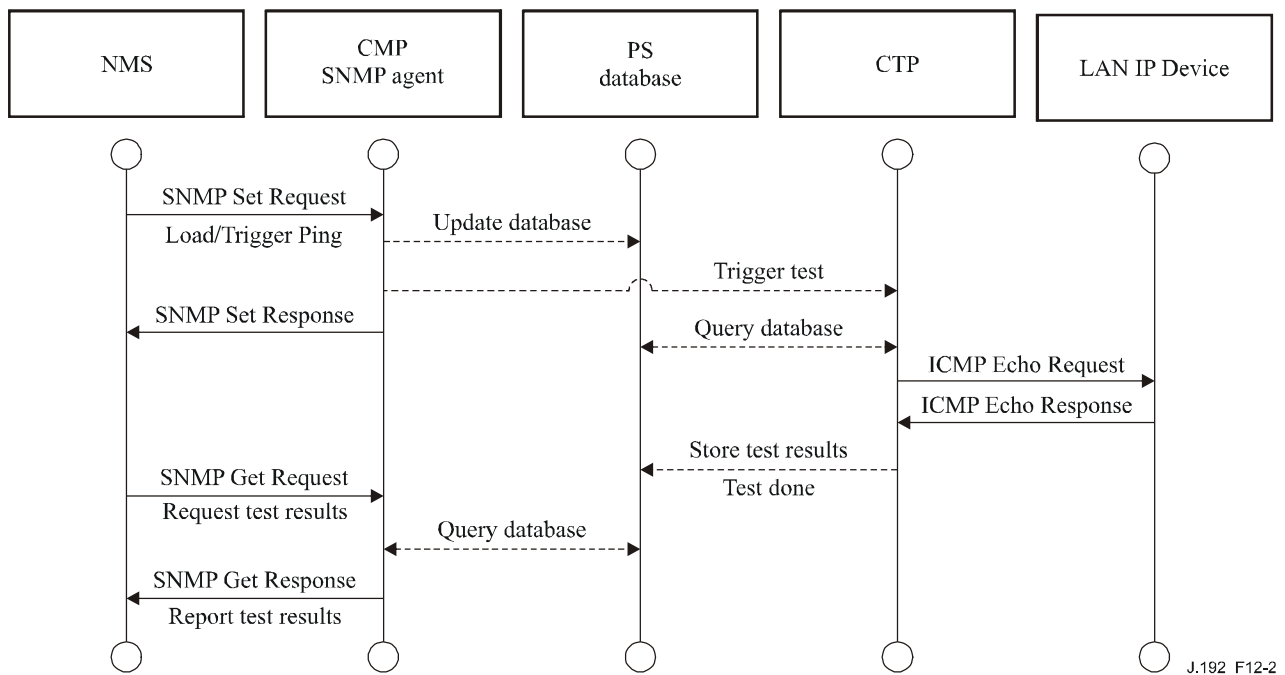 NMS
CMP
SNMP agent
PS
database
CTP
LAN IP Device
SNMP Set Request
Load/Trigger Ping
Update database
Trigger test
SNMP Set Response
Query database
ICMP Echo Request
ICMP Echo Response
Store test results
Test done
SNMP Get Request
Request test results
Query database
SNMP Get Response
Report test results
J.192 F12-2